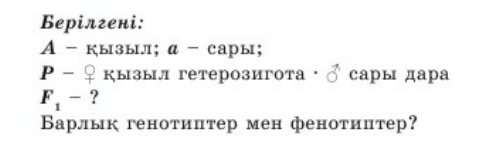 Берілгені:
А – қызыл; а – сары;
Р – ♀ қызыл гетерозигота · ♂ сары дара
F₁ – ?
Барлық генотиптер мен фенотиптер?